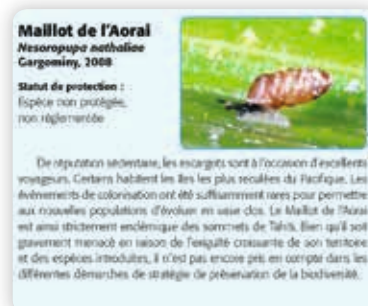 Maillot de l'Aorai
Nesoropupa nathaliae
Gargominy, 2008
Statut de protection :
Espèce non protégée,
non réglementée
De réputation sédentaire, les escargots sont à l'occasion d'excellents
voyageurs. Certains habitent les îles les plus reculées du Pacifique. Les
événements de colonisation ont été suffisamment rares pour permettre
aux nouvelles populations d'évoluer en vase clos. Le Maillot de l'Aorai
est ainsi strictement endémique des sommets de Tahiti. Bien qu'il soit
gravement menacé en raison de l'exiguïté croissante de son territoire
et des espèces introduites, il n'est pas encore pris en compte dans les
différentes démarches de stratégie de préservation de la biodiversité.